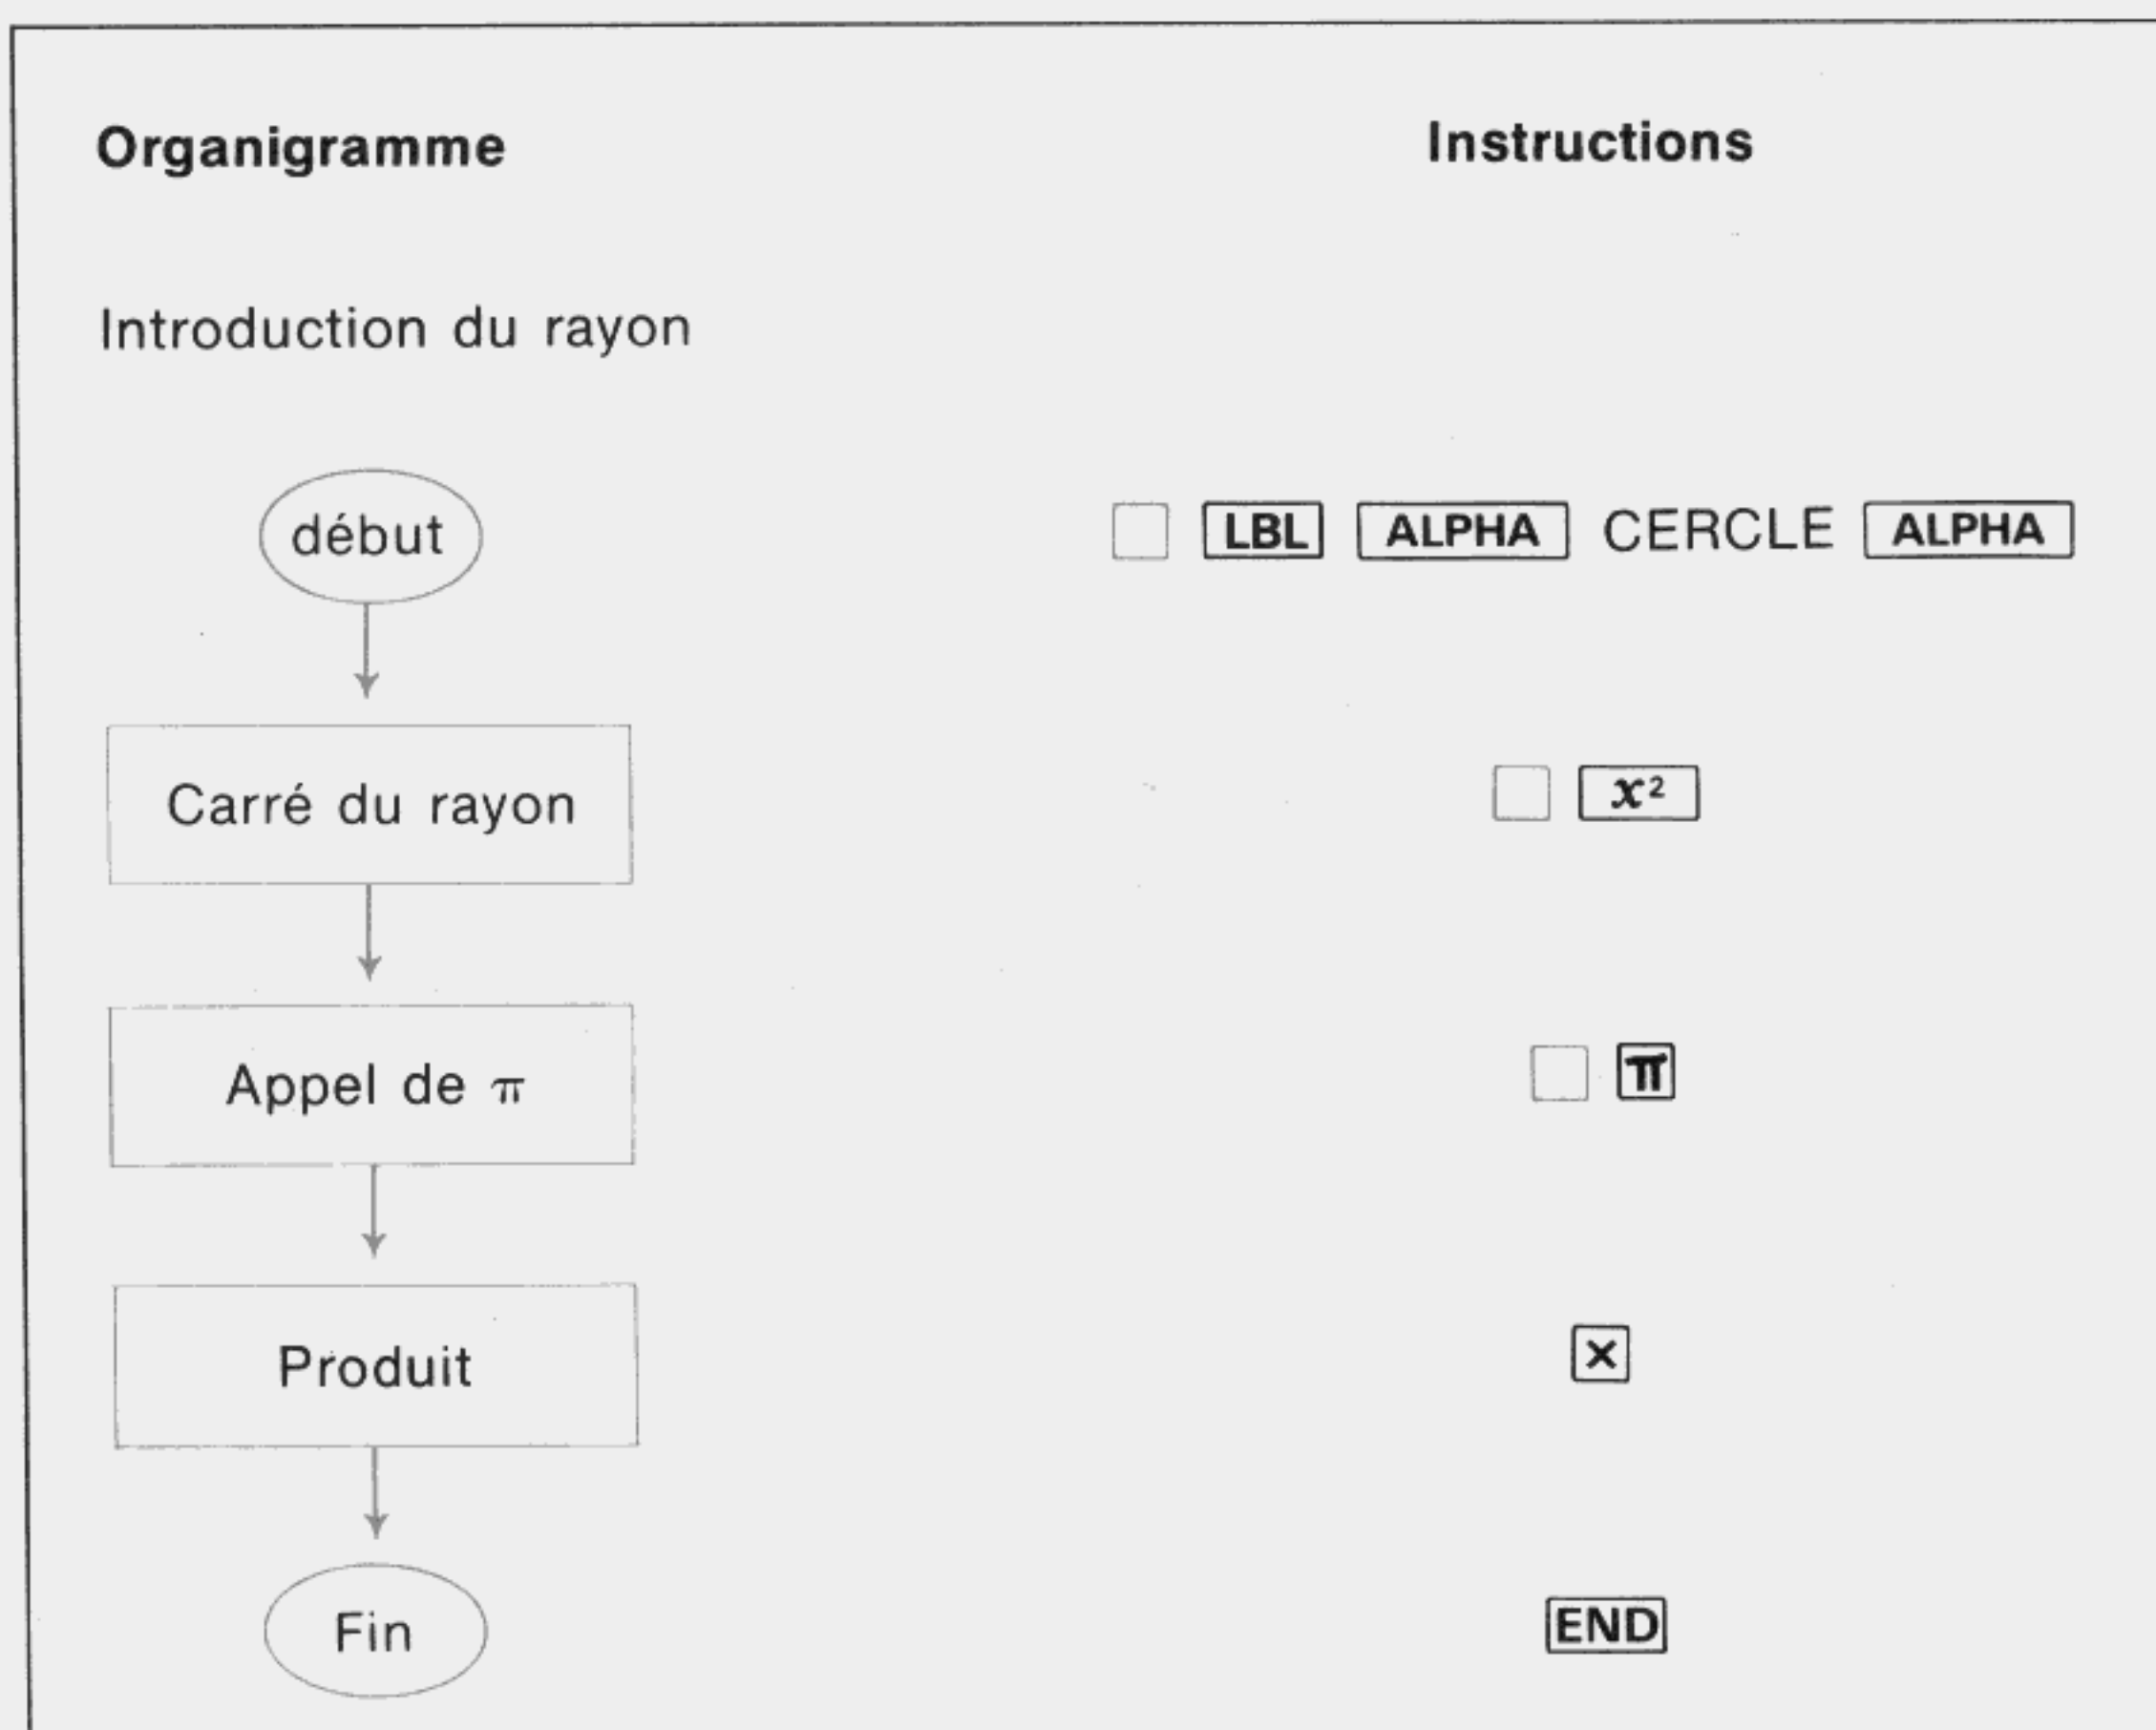 Organigramme Instructions
Introduction du rayon
début LBL ALPHA CERCLE ALPHA
Carré du rayon x²
Appel de π π
Produit ×
Fin END